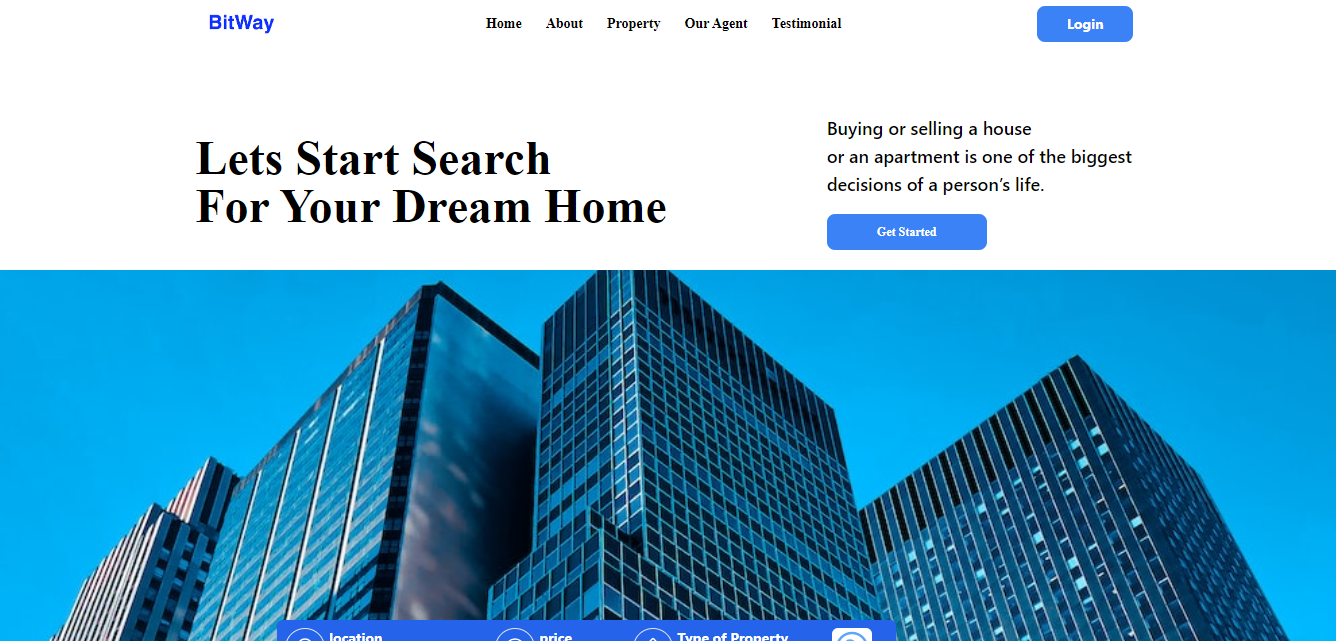 BitWay
Home About Property Our Agent Testimonial
Login
Lets Start Search
For Your Dream Home
Buying or selling a house
or an apartment is one of the biggest
decisions of a person’s life.
Get Started
location price Type of Property